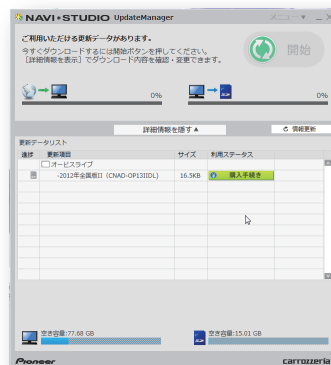 NAVI*STUDIO UpdateManager
メニュー ▼
ご利用いただける更新データがあります。
今すぐダウンロードするには開始ボタンを押してください。
[詳細情報を表示] でダウンロード内容を確認・変更できます。
開始
0%
0%
詳細情報を隠す▲
情報更新
更新データリスト
進捗 更新項目 サイズ 利用ステータス
オービスライブ
-2012年全国版II (CNAD-OP13IIDL) 16.5KB 購入手続き
空き容量:77.68 GB
空き容量:15.01 GB
Pioneer
carrozzeria